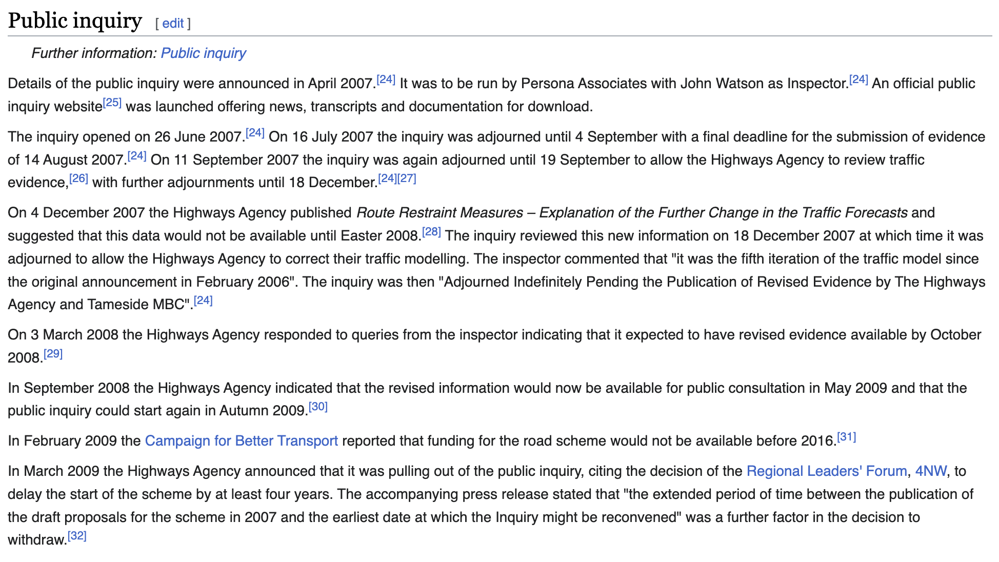 Public inquiry [ edit ]
Further information: Public inquiry
Details of the public inquiry were announced in April 2007.[24] It was to be run by Persona Associates with John Watson as Inspector.[24] An official public
inquiry website[25] was launched offering news, transcripts and documentation for download.
The inquiry opened on 26 June 2007.[24] On 16 July 2007 the inquiry was adjourned until 4 September with a final deadline for the submission of evidence
of 14 August 2007.[24] On 11 September 2007 the inquiry was again adjourned until 19 September to allow the Highways Agency to review traffic
evidence,[26] with further adjournments until 18 December.[24][27]
On 4 December 2007 the Highways Agency published Route Restraint Measures – Explanation of the Further Change in the Traffic Forecasts and
suggested that this data would not be available until Easter 2008.[28] The inquiry reviewed this new information on 18 December 2007 at which time it was
adjourned to allow the Highways Agency to correct their traffic modelling. The inspector commented that "it was the fifth iteration of the traffic model since
the original announcement in February 2006". The inquiry was then "Adjourned Indefinitely Pending the Publication of Revised Evidence by The Highways
Agency and Tameside MBC".[24]
On 3 March 2008 the Highways Agency responded to queries from the inspector indicating that it expected to have revised evidence available by October
2008.[29]
In September 2008 the Highways Agency indicated that the revised information would now be available for public consultation in May 2009 and that the
public inquiry could start again in Autumn 2009.[30]
In February 2009 the Campaign for Better Transport reported that funding for the road scheme would not be available before 2016.[31]
In March 2009 the Highways Agency announced that it was pulling out of the public inquiry, citing the decision of the Regional Leaders' Forum, 4NW, to
delay the start of the scheme by at least four years. The accompanying press release stated that "the extended period of time between the publication of
the draft proposals for the scheme in 2007 and the earliest date at which the Inquiry might be reconvened" was a further factor in the decision to
withdraw.[32]